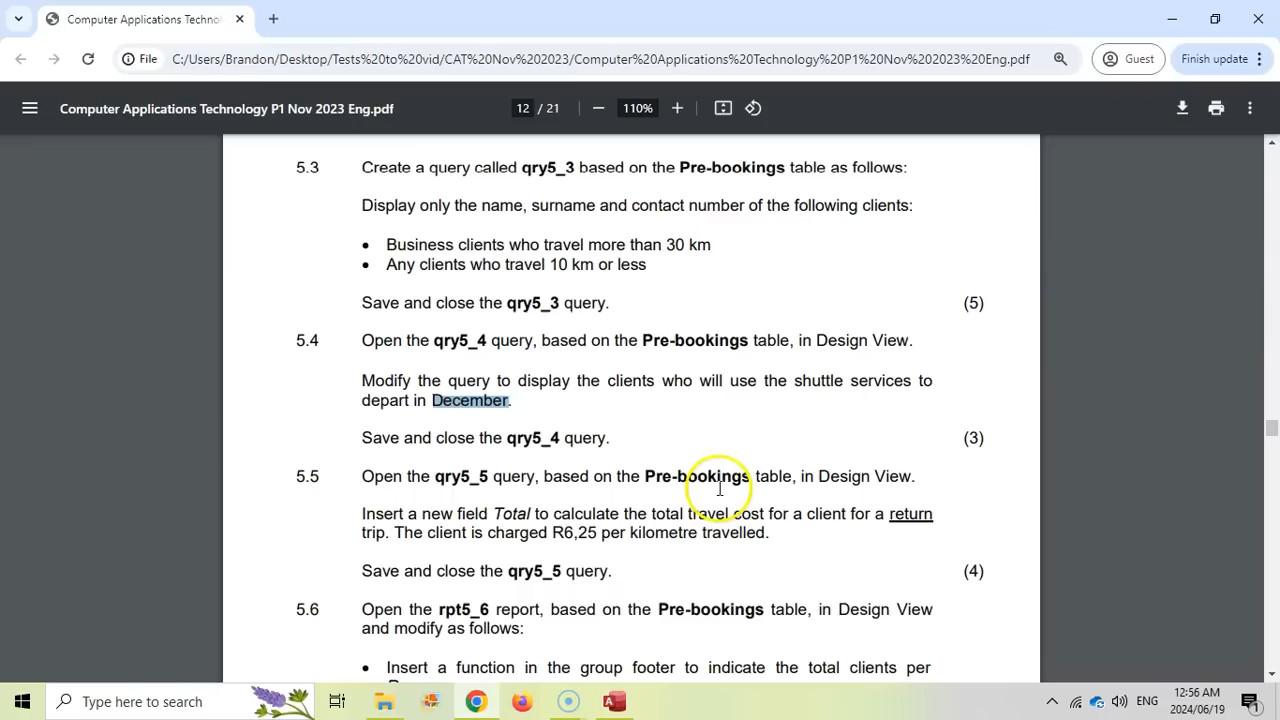 Computer Applications Techno
File
C:/Users/Brandon/Desktop/Tests%20to%20vid/CAT%20Nov%202023/Computer%20Applications%20Technology%20P1%20Nov%202023%20Eng.pdf
Guest
Finish update
Computer Applications Technology P1 Nov 2023 Eng.pdf
12 / 21
110%
5.3 Create a query called qry5_3 based on the Pre-bookings table as follows:
Display only the name, surname and contact number of the following clients:
• Business clients who travel more than 30 km
• Any clients who travel 10 km or less
Save and close the qry5_3 query. (5)
5.4 Open the qry5_4 query, based on the Pre-bookings table, in Design View.
Modify the query to display the clients who will use the shuttle services to
depart in December.
Save and close the qry5_4 query. (3)
5.5 Open the qry5_5 query, based on the Pre-bookings table, in Design View.
Insert a new field Total to calculate the total travel cost for a client for a return
trip. The client is charged R6,25 per kilometre travelled.
Save and close the qry5_5 query. (4)
5.6 Open the rpt5_6 report, based on the Pre-bookings table, in Design View
and modify as follows:
• Insert a function in the group footer to indicate the total clients per
Type here to search
ENG
12:56 AM
2024/06/19